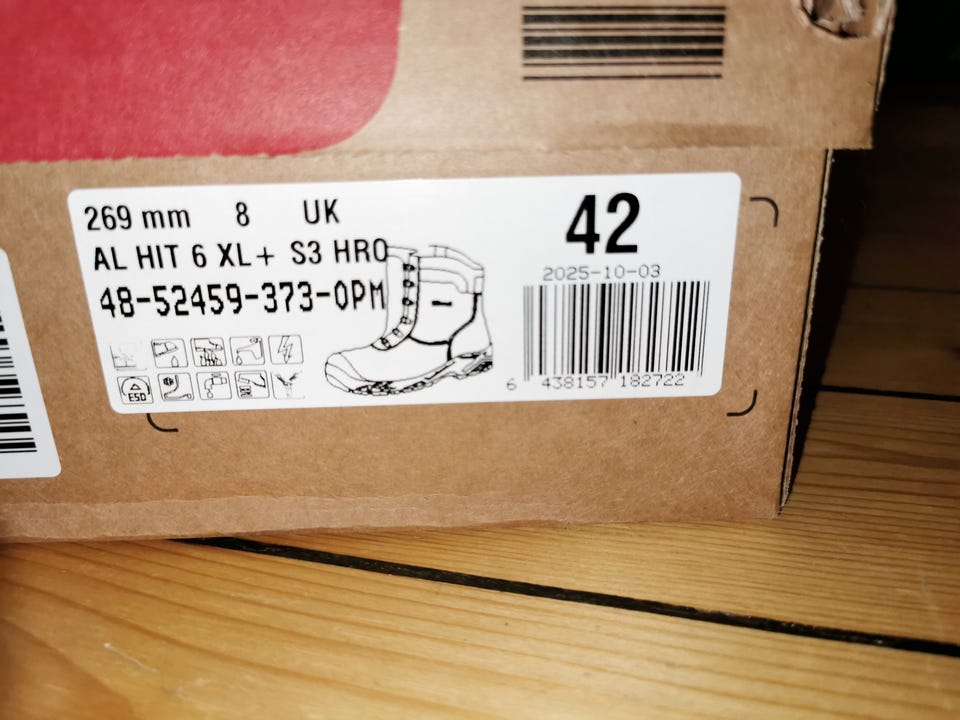 269 mm 8 UK
AL HIT 6 XL+ S3 HRO
48-52459-373-0PM
ESD
42
2025-10-03
6 438157 182722